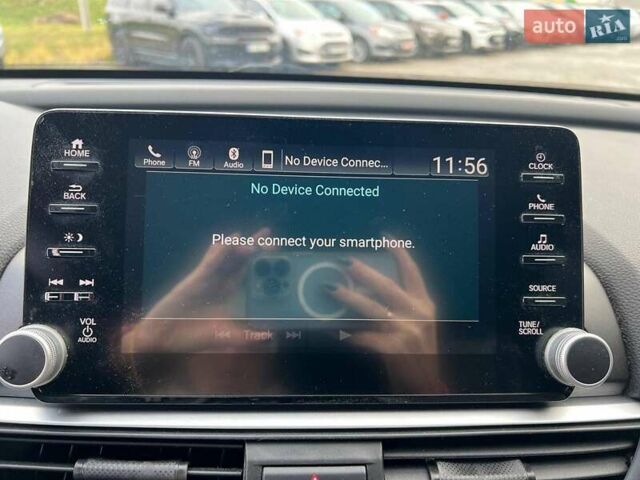 auto RIA .com
HOME
BACK
VOL
AUDIO
Phone FM Audio No Device Connec... 11:56
No Device Connected
Please connect your smartphone.
Track
CLOCK
PHONE
AUDIO
SOURCE
TUNE/
SCROLL